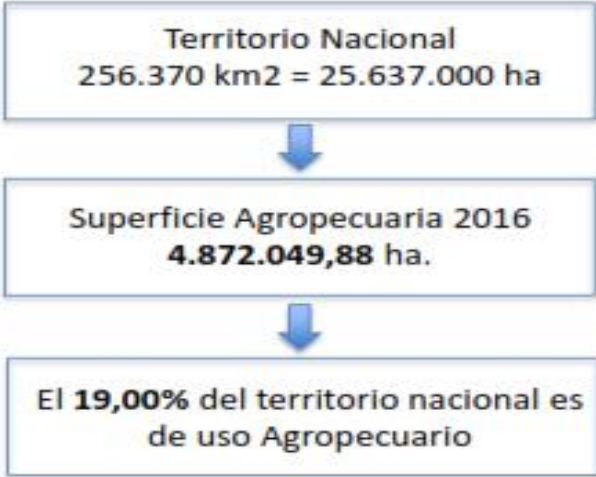 Territorio Nacional
256.370 km2 = 25.637.000 ha
Superficie Agropecuaria 2016
4.872.049,88 ha.
El 19,00% del territorio nacional es
de uso Agropecuario